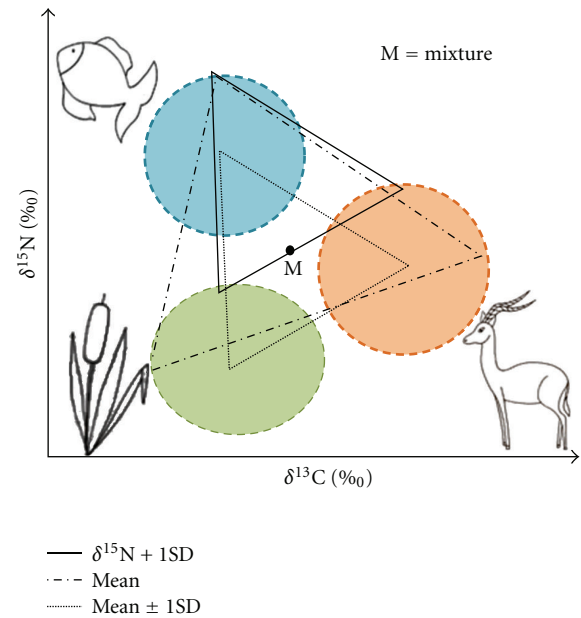 M = mixture
δ¹⁵N (‰)
M
δ¹³C (‰)
δ¹⁵N + 1SD
Mean
Mean ± 1SD